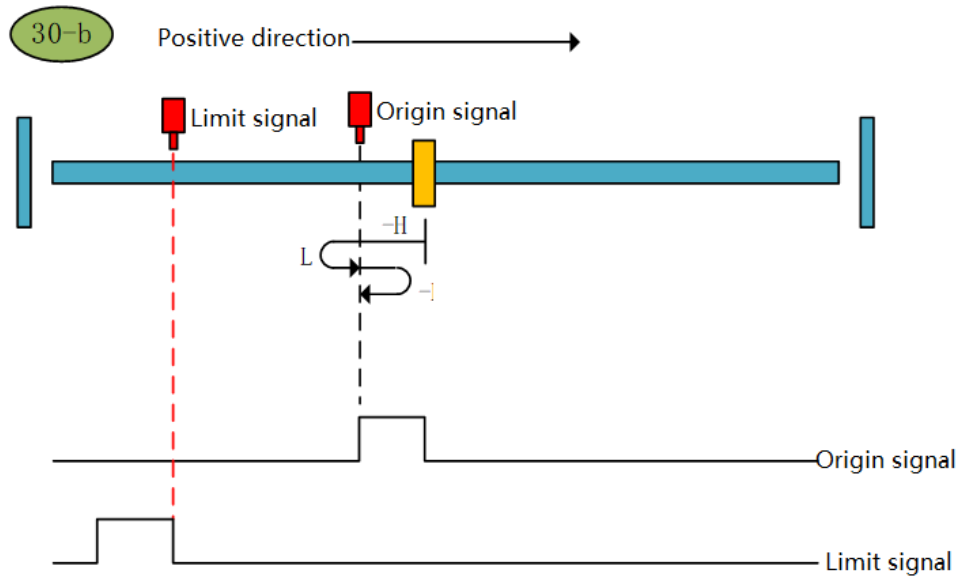 30-b
Positive direction
Limit signal
Origin signal
-H
L
Origin signal
Limit signal